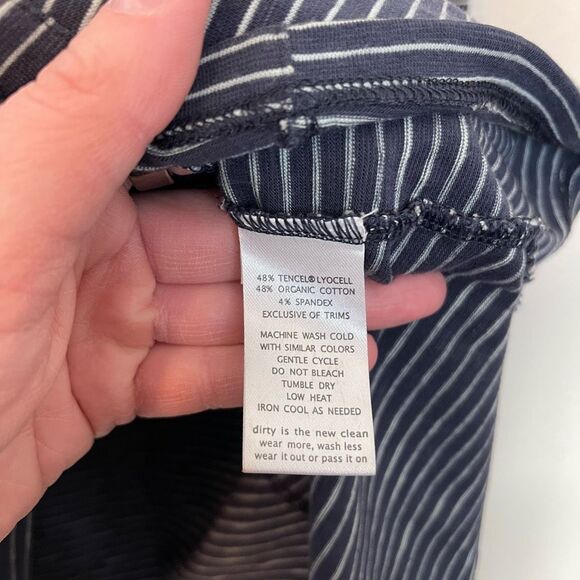 48% TENCEL® LYOCELL
48% ORGANIC COTTON
4% SPANDEX
EXCLUSIVE OF TRIMS
MACHINE WASH COLD
WITH SIMILAR COLORS
GENTLE CYCLE
DO NOT BLEACH
TUMBLE DRY
LOW HEAT
IRON COOL AS NEEDED
dirty is the new clean
wear more, wash less
wear it out or pass it on